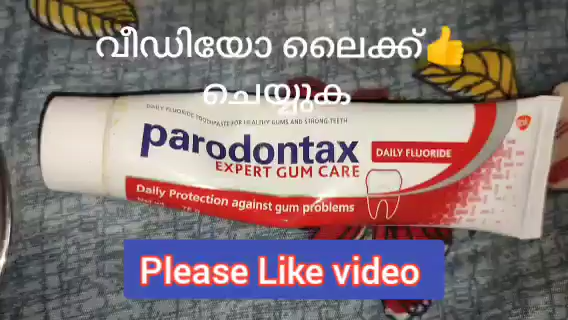 വീഡിയോ ലൈക്ക്👍
ചെയ്യുക
DAILY FLUORIDE TOOTHPASTE FOR HEALTHY GUMS AND STRONG TEETH
parodontax
EXPERT GUM CARE
DAILY FLUORIDE
Daily Protection against gum problems
Please Like video